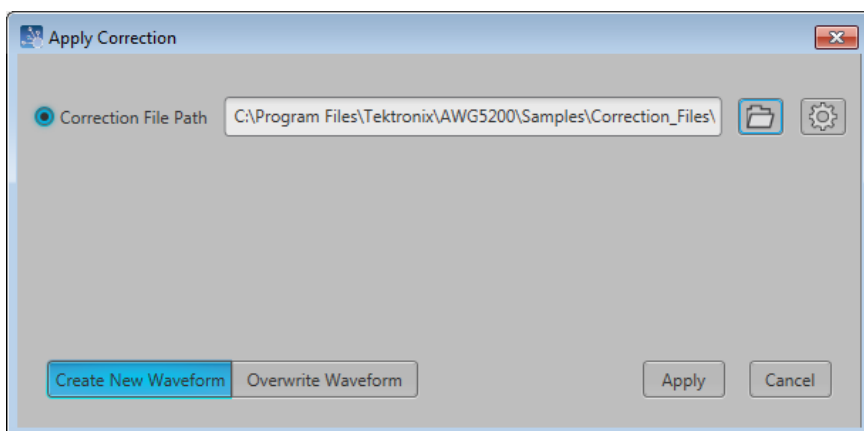 Apply Correction
Correction File Path C:\Program Files\Tektronix\AWG5200\Samples\Correction_Files\
Create New Waveform Overwrite Waveform Apply Cancel